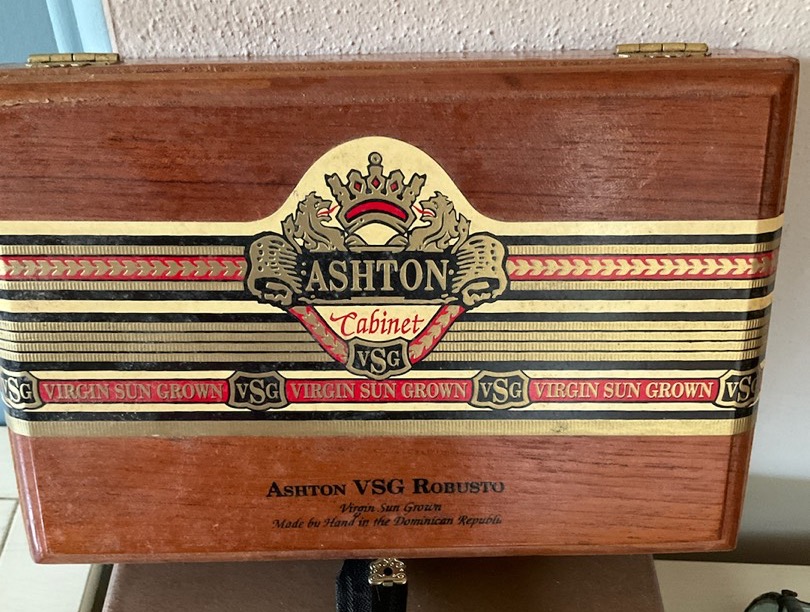 ASHTON
Cabinet
VSG
VSG VIRGIN SUN GROWN VSG VIRGIN SUN GROWN VSG VIRGIN SUN GROWN VSG
ASHTON VSG ROBUSTO
Virgin Sun Grown
Made by Hand in the Dominican Republic